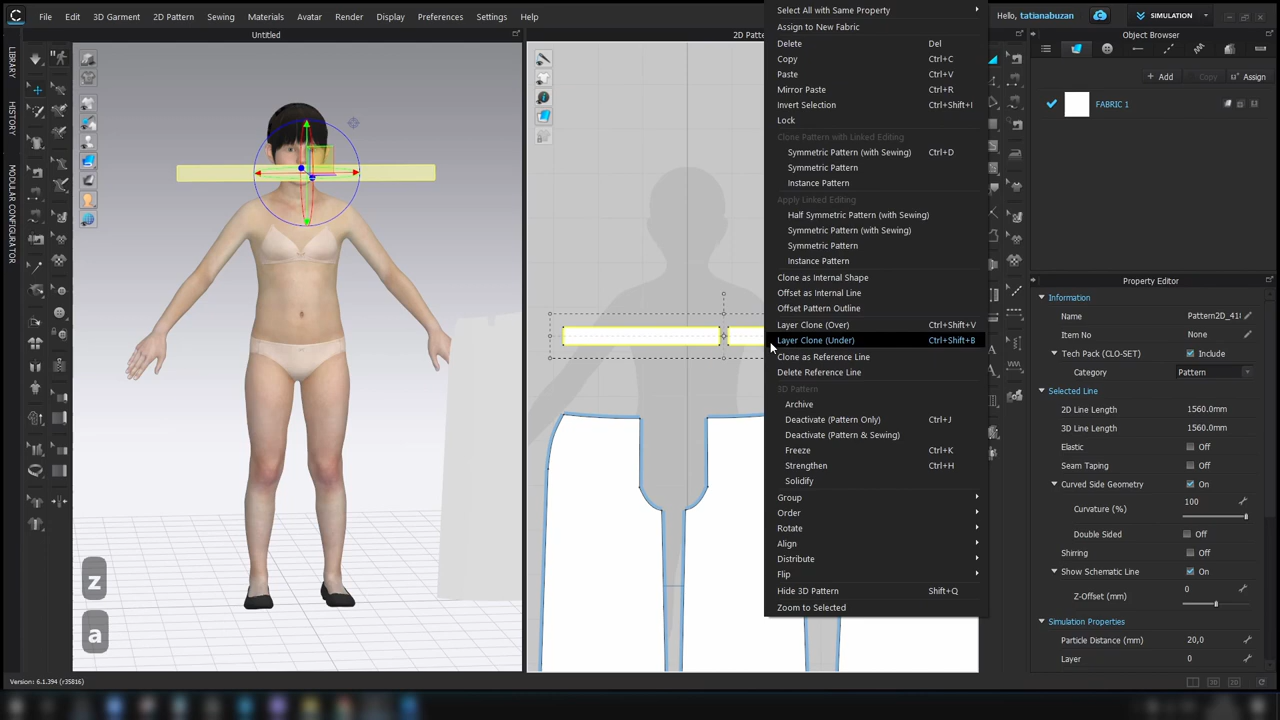 File Edit 3D Garment 2D Pattern Sewing Materials Avatar Render Display Preferences Settings Help
Hello, tatianabuzan SIMULATION
Untitled
2D Patte
Object Browser
LIBRARY
HISTORY
MODULAR CONFIGURATOR
z
a
Version: 6.1.394 (r35816)
Select All with Same Property
Assign to New Fabric
Delete Del
Copy Ctrl+C
Paste Ctrl+V
Mirror Paste Ctrl+R
Invert Selection Ctrl+Shift+I
Lock
Clone Pattern with Linked Editing
Symmetric Pattern (with Sewing) Ctrl+D
Symmetric Pattern
Instance Pattern
Apply Linked Editing
Half Symmetric Pattern (with Sewing)
Symmetric Pattern (with Sewing)
Symmetric Pattern
Instance Pattern
Clone as Internal Shape
Offset as Internal Line
Offset Pattern Outline
Layer Clone (Over) Ctrl+Shift+V
Layer Clone (Under) Ctrl+Shift+B
Clone as Reference Line
Delete Reference Line
3D Pattern
Archive
Deactivate (Pattern Only) Ctrl+J
Deactivate (Pattern & Sewing)
Freeze Ctrl+K
Strengthen Ctrl+H
Solidify
Group
Order
Rotate
Align
Distribute
Flip
Hide 3D Pattern Shift+Q
Zoom to Selected
+ Add Copy Assign
FABRIC 1
Property Editor
Information
Name Pattern2D_41
Item No None
Tech Pack (CLO-SET) Include
Category Pattern
Selected Line
2D Line Length 1560.0mm
3D Line Length 1560.0mm
Elastic Off
Seam Taping Off
Curved Side Geometry On
Curvature (%) 100
Double Sided Off
Shirring Off
Show Schematic Line On
Z-Offset (mm) 0
Simulation Properties
Particle Distance (mm) 20,0
Layer 0
3D 2D